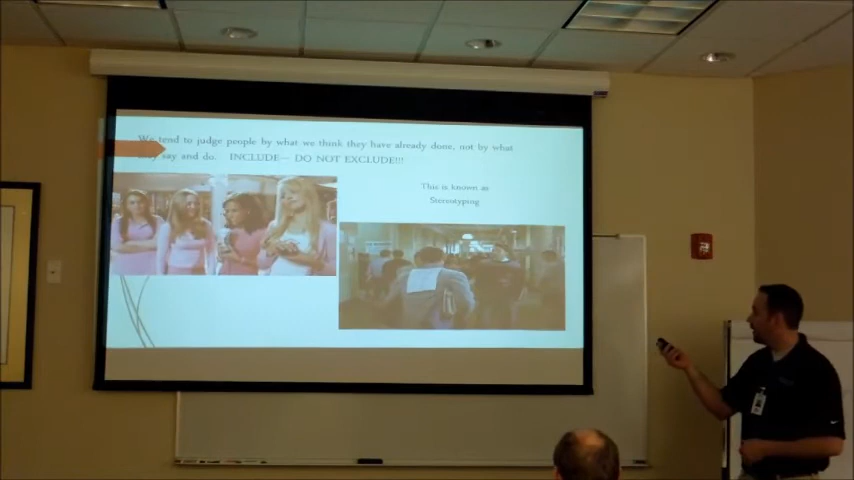 We tend to judge people by what we think they have already done, not by what
say and do. INCLUDE— DO NOT EXCLUDE!!!
This is known as
Stereotyping